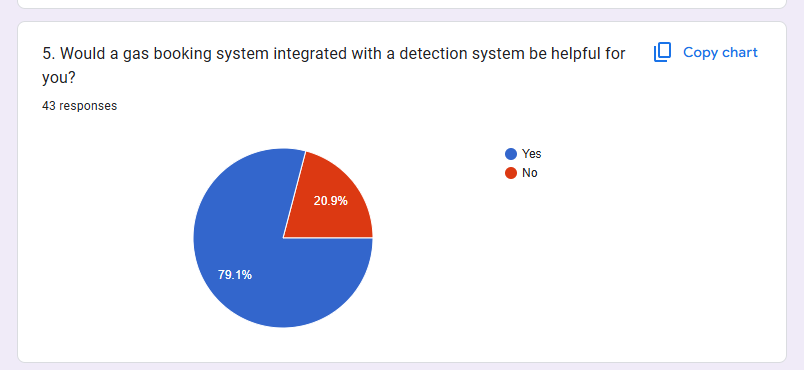 5. Would a gas booking system integrated with a detection system be helpful for
you?
Copy chart
43 responses
Yes
No
20.9%
79.1%